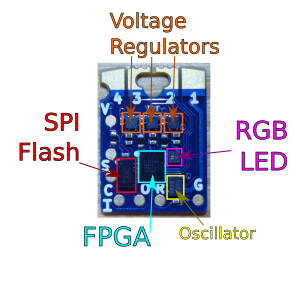 Voltage
Regulators
SPI
Flash
RGB
LED
FPGA
Oscillator
4 3 2 1
V
S
C
I
O R G